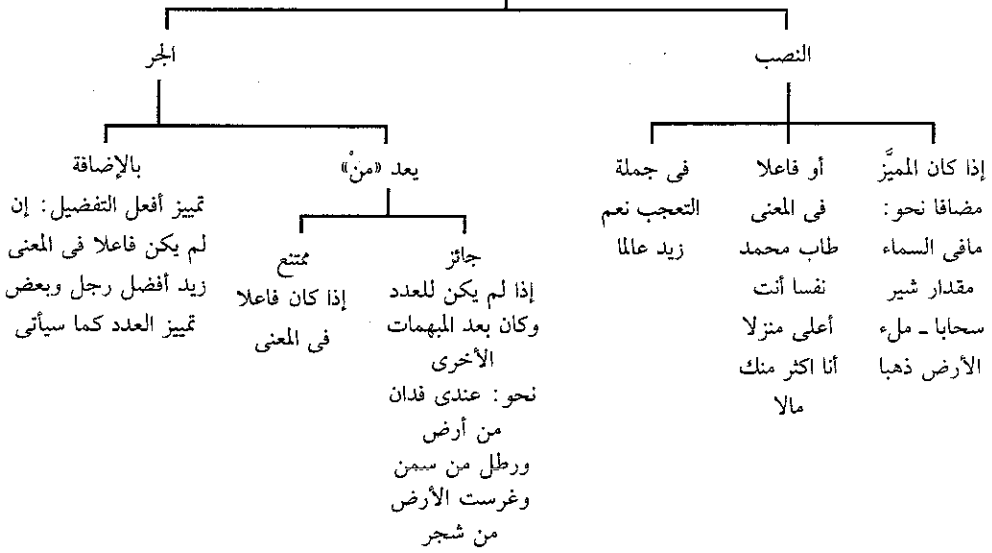 النصب
إذا كان المميَّز
مضافا نحو:
مافى السماء
مقدار شير
سحابا ـ ملء
الأرض ذهبا
أو فاعلا
فى المعنى
طاب محمد
نفسا أنت
أعلى منزلا
أنا اكثر منك
مالا
فى جملة
التعجب نعم
زيد عالما
الجر
يعد «منْ»
جائز
إذا لم يكن للعدد
وكان بعد المبهمات
الأخرى
نحو: عندى فدان
من أرض
ورطل من سمن
وغرست الأرض
من شجر
ممتنع
إذا كان فاعلا
فى المعنى
بالإضافة
تمييز أفعل التفضيل: إن
لم يكن فاعلا فى المعنى
زيد أفضل رجل وبعض
تمييز العدد كما سيأتى